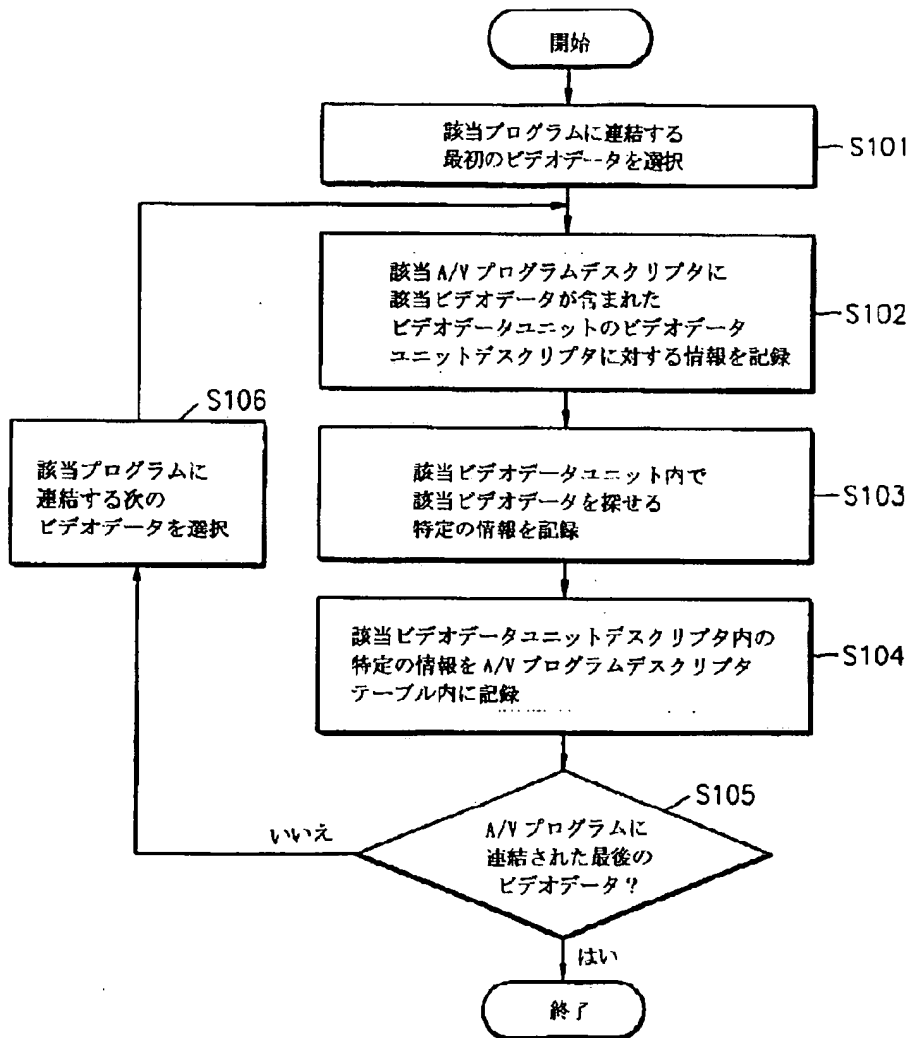 開始
該当プログラムに連結する
最初のビデオデータを選択
S101
該当 A/V プログラムデスクリプタに
該当ビデオデータが含まれた
ビデオデータユニットのビデオデータ
ユニットデスクリプタに対する情報を記録
S102
S106
該当プログラムに
連結する次の
ビデオデータを選択
該当ビデオデータユニット内で
該当ビデオデータを探せる
特定の情報を記録
S103
該当ビデオデータユニットデスクリプタ内の
特定の情報を A/V プログラムデスクリプタ
テーブル内に記録
S104
S105
いいえ
A/V プログラムに
連結された最後の
ビデオデータ？
はい
終了